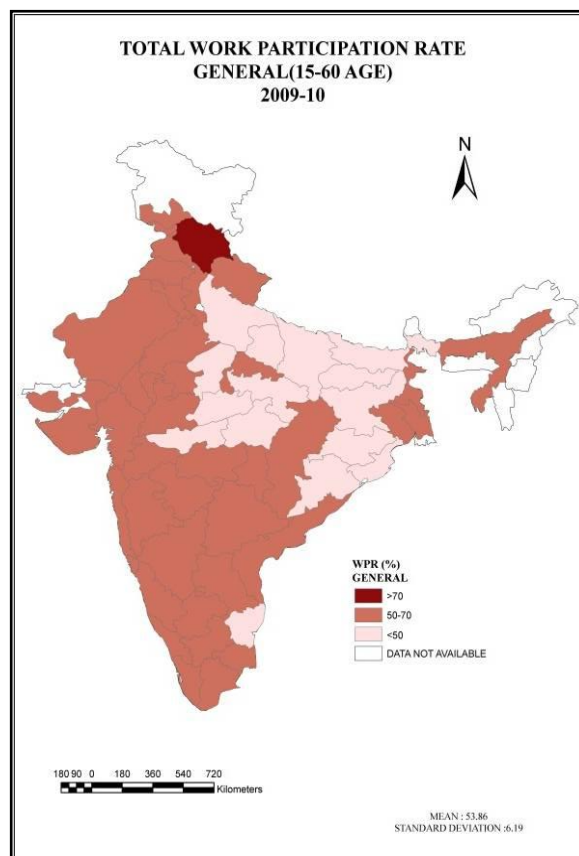 TOTAL WORK PARTICIPATION RATE
GENERAL(15-60 AGE)
2009-10
N
WPR (%)
GENERAL
>70
50-70
<50
DATA NOT AVAILABLE
180 90 0 180 360 540 720
Kilometers
MEAN : 53.86
STANDARD DEVIATION :6.19